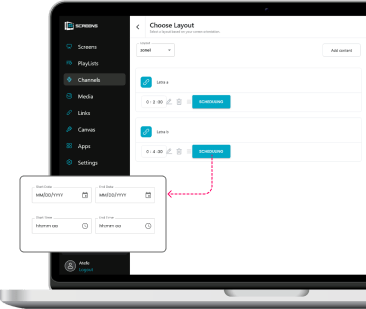 SCREENS
Choose Layout
Select a layout based on your screen orientation
Screens
PlayLists
Channels
Media
Links
Canvas
Apps
Settings
zone1
Add content
Links a
0 : 3 :00
SCHEDULING
Links b
0 : 4 :00
SCHEDULING
Start Date
MM/DD/YYYY
End Date
MM/DD/YYYY
Start Time
hh:mm aa
End Time
hh:mm aa
Arafe
Logout